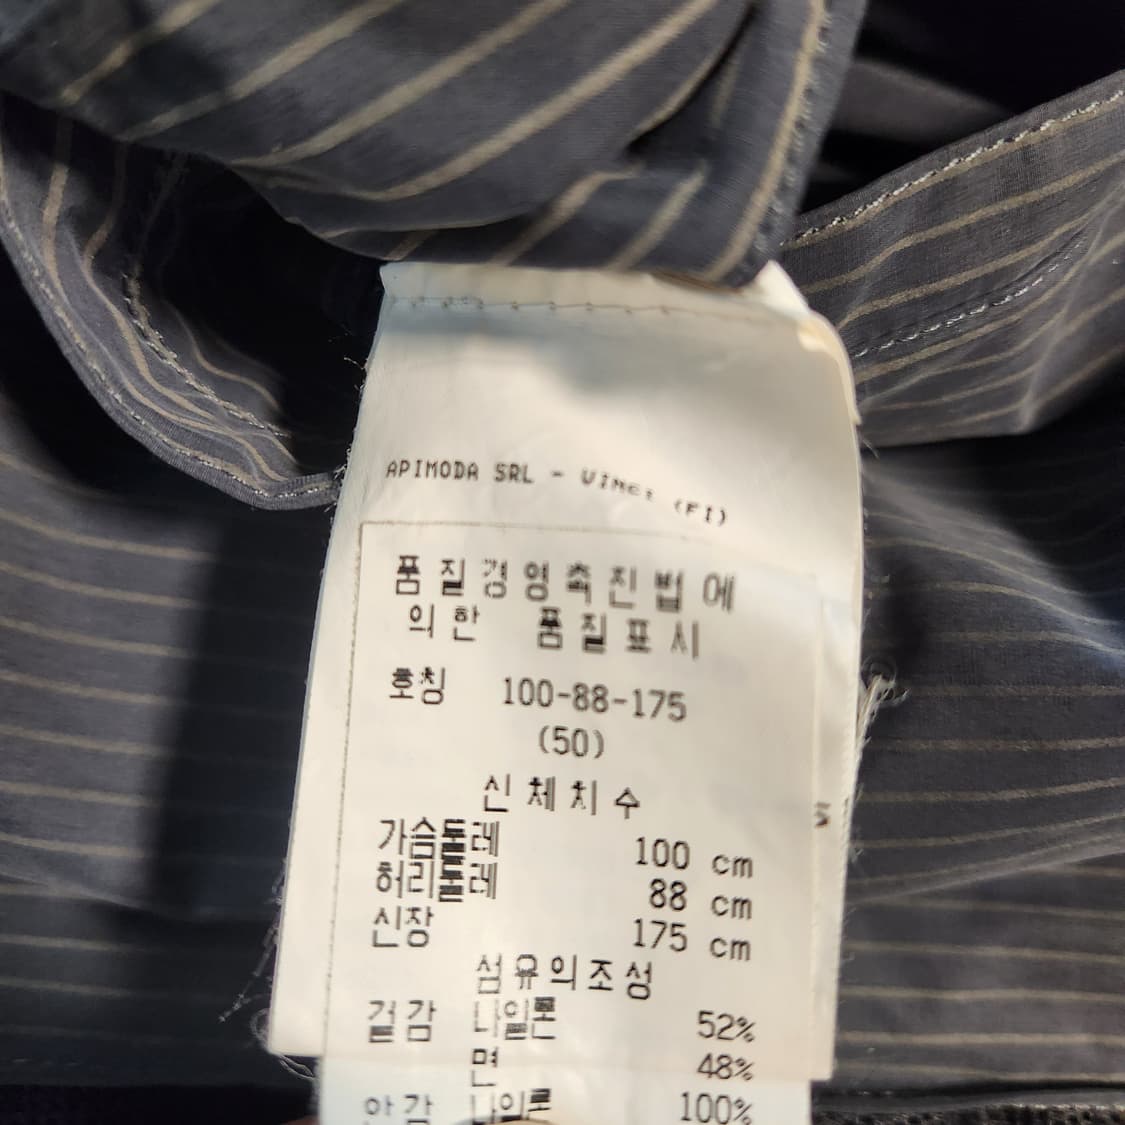 APIMODA SRL - VINCI (FI)
품질경영촉진법에
의한 품질표시
호칭 100-88-175
(50)
신체치수
가슴둘레 100 cm
허리둘레 88 cm
신장 175 cm
섬유의조성
겉감 나일론 52%
면 48%
안감 나일론 100%